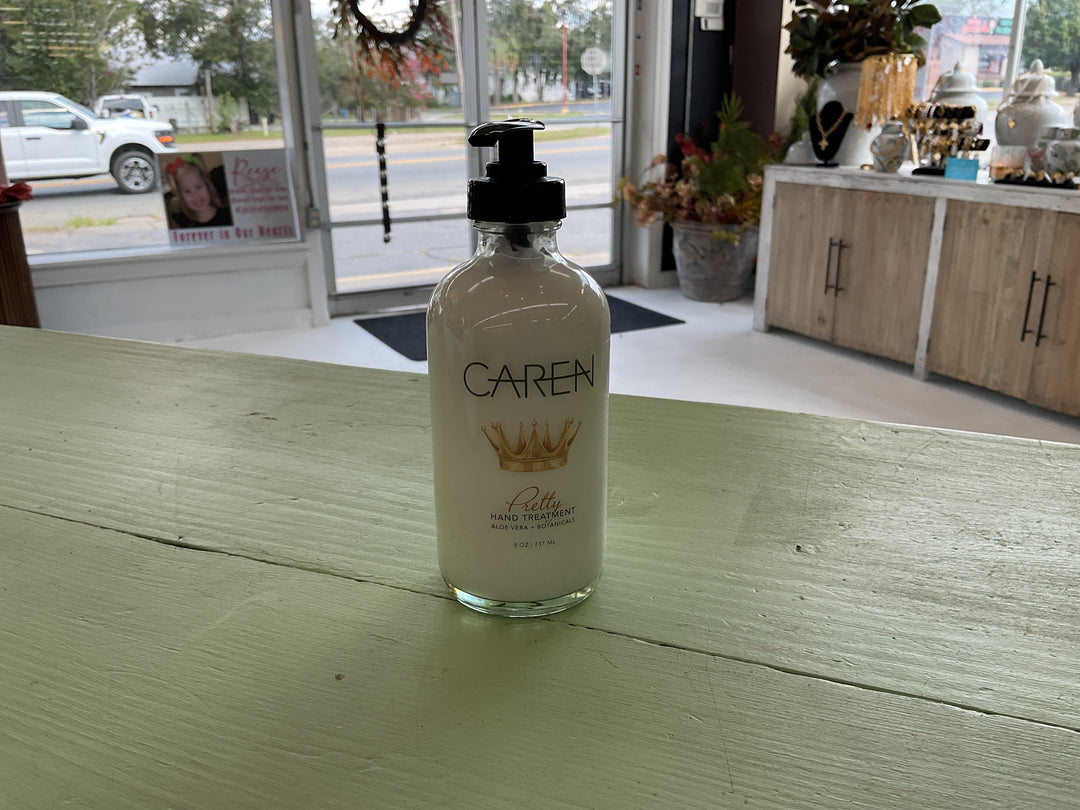 CAREN
Pretty
HAND TREATMENT
ALOE VERA + BOTANICALS
8 OZ | 237 ML
Reese
Forever in Our Hearts